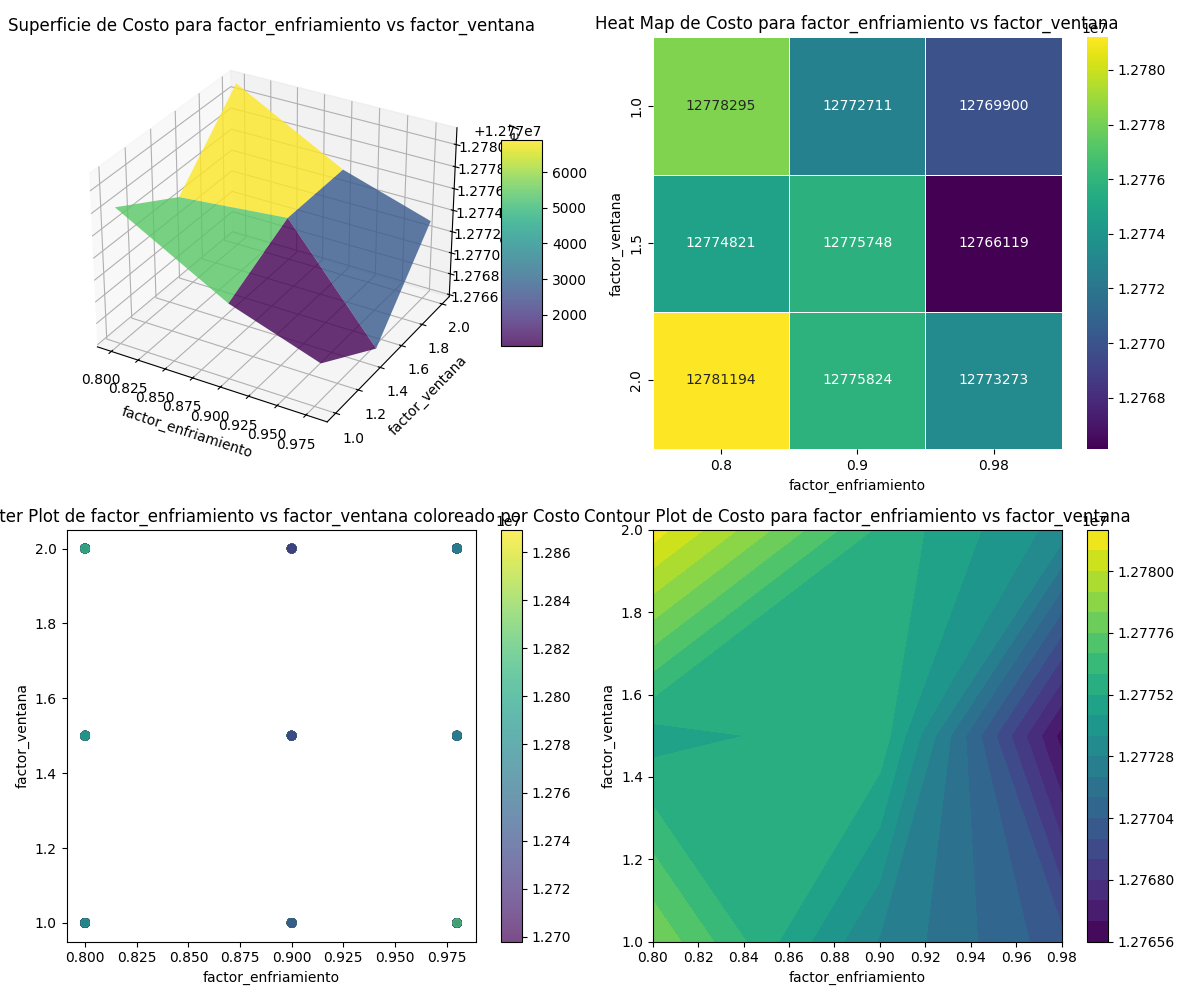 Superficie de Costo para factor_enfriamiento vs factor_ventana
+1.277e7
1.2780
1.2778
1.2776
1.2774
1.2772
1.2770
1.2768
1.2766
2.0
1.8
1.6
1.4
1.2
1.0
factor_ventana
0.800
0.825
0.850
0.875
0.900
0.925
0.950
0.975
factor_enfriamiento
6000
5000
4000
3000
2000
Heat Map de Costo para factor_enfriamiento vs factor_ventana
1e7
1.0
12778295 12772711 12769900
1.5
12774821 12775748 12766119
2.0
12781194 12775824 12773273
factor_ventana
0.8 0.9 0.98
factor_enfriamiento
1.2780
1.2778
1.2776
1.2774
1.2772
1.2770
1.2768
ter Plot de factor_enfriamiento vs factor_ventana coloreado por Costo
1e7
2.0
1.8
1.6
1.4
1.2
1.0
factor_ventana
0.800 0.825 0.850 0.875 0.900 0.925 0.950 0.975
factor_enfriamiento
1.286
1.284
1.282
1.280
1.278
1.276
1.274
1.272
1.270
Contour Plot de Costo para factor_enfriamiento vs factor_ventana
1e7
2.0
1.8
1.6
1.4
1.2
1.0
factor_ventana
0.80 0.82 0.84 0.86 0.88 0.90 0.92 0.94 0.96 0.98
factor_enfriamiento
1.27800
1.27776
1.27752
1.27728
1.27704
1.27680
1.27656